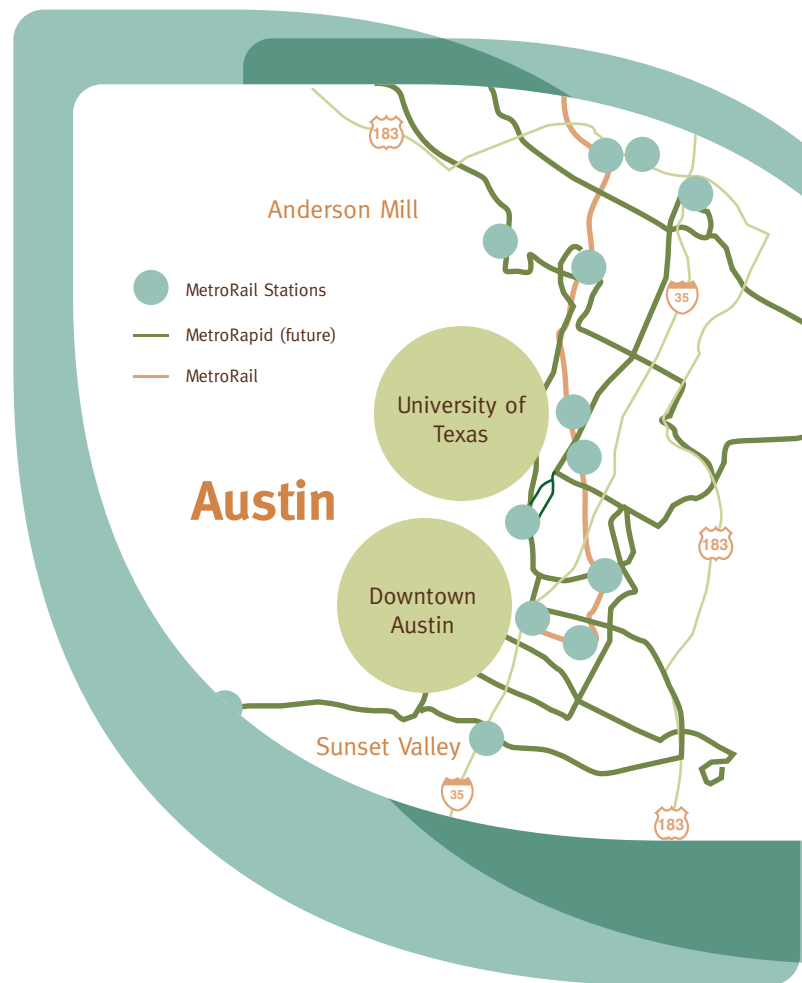 183
Anderson Mill
MetroRail Stations
35
MetroRapid (future)
MetroRail
University of
Texas
Austin
183
Downtown
Austin
Sunset Valley
35
183